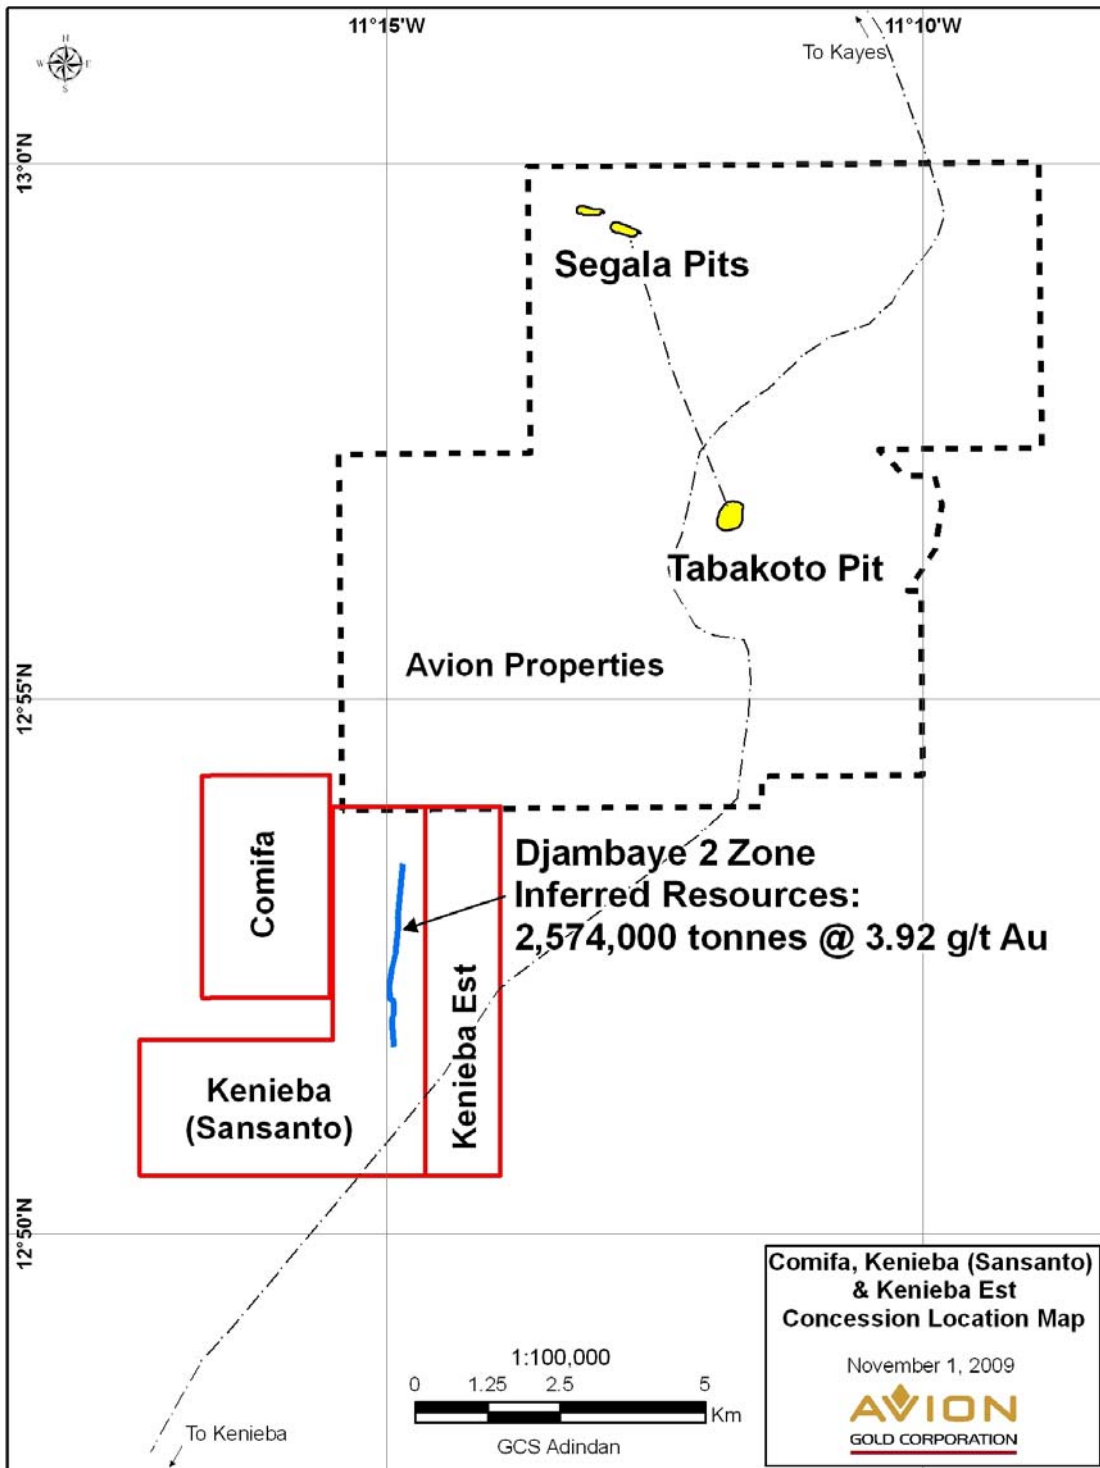 11°15'W
11°10'W
N
W E
S
To Kayes
13°0'N
Segala Pits
Tabakoto Pit
Avion Properties
12°55'N
Djambaye 2 Zone
Inferred Resources:
2,574,000 tonnes @ 3.92 g/t Au
Comifa
Kenieba Est
Kenieba
(Sansanto)
12°50'N
To Kenieba
1:100,000
0 1.25 2.5 5
Km
GCS Adindan
Comifa, Kenieba (Sansanto)
& Kenieba Est
Concession Location Map
November 1, 2009
AVION
GOLD CORPORATION